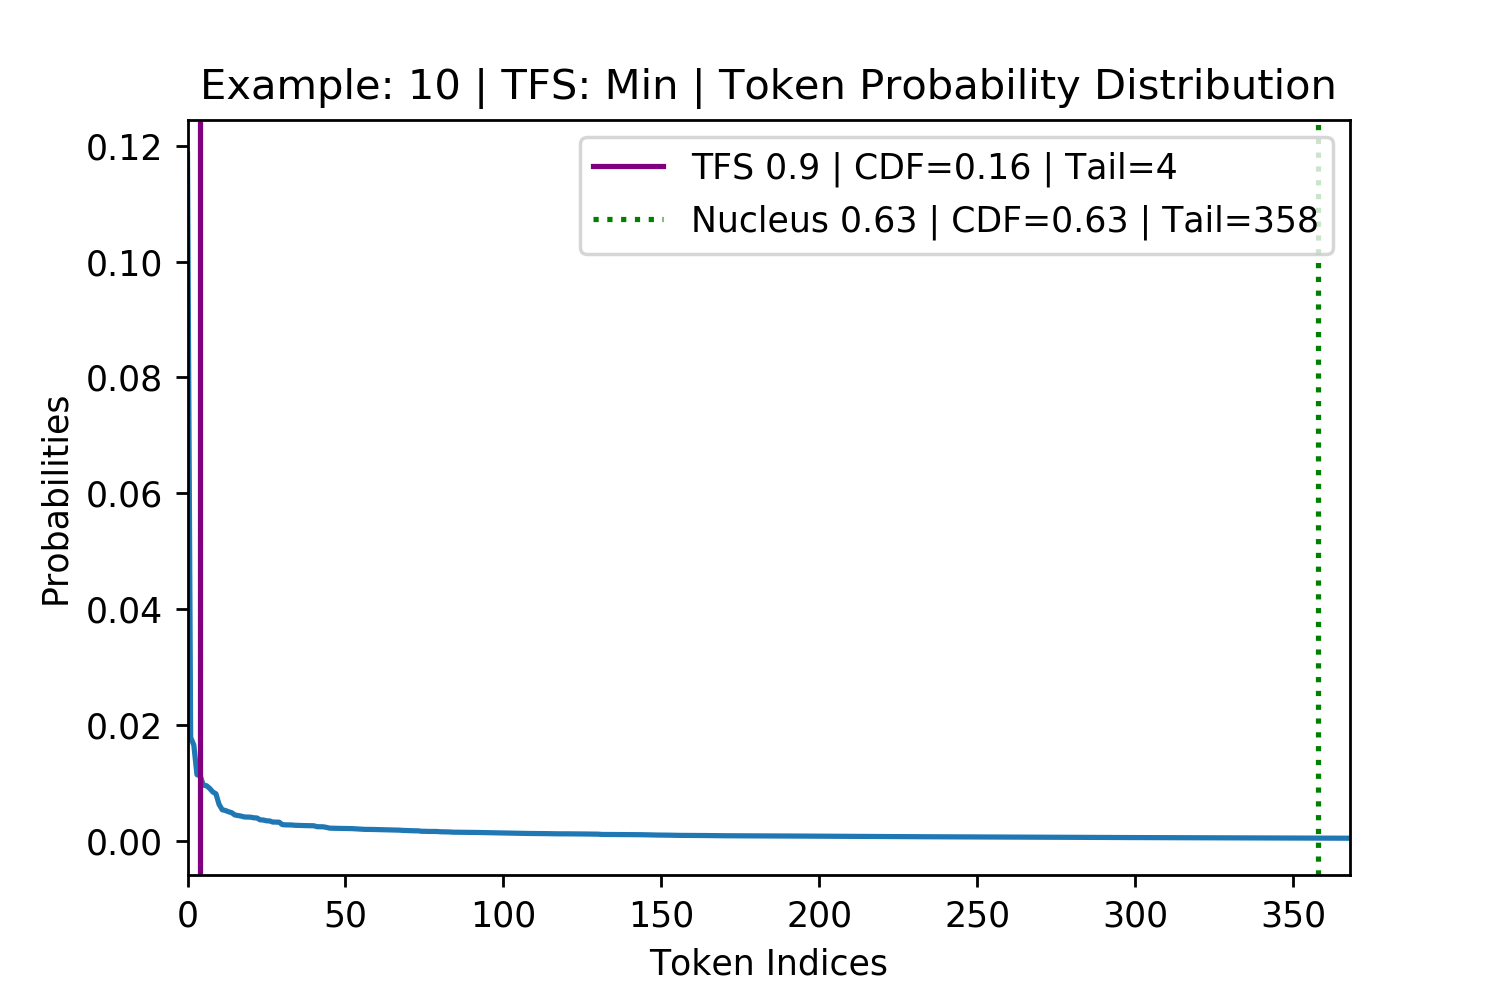 Example: 10 | TFS: Min | Token Probability Distribution
TFS 0.9 | CDF=0.16 | Tail=4
Nucleus 0.63 | CDF=0.63 | Tail=358
0.12
0.10
0.08
0.06
0.04
0.02
0.00
Probabilities
0 50 100 150 200 250 300 350
Token Indices